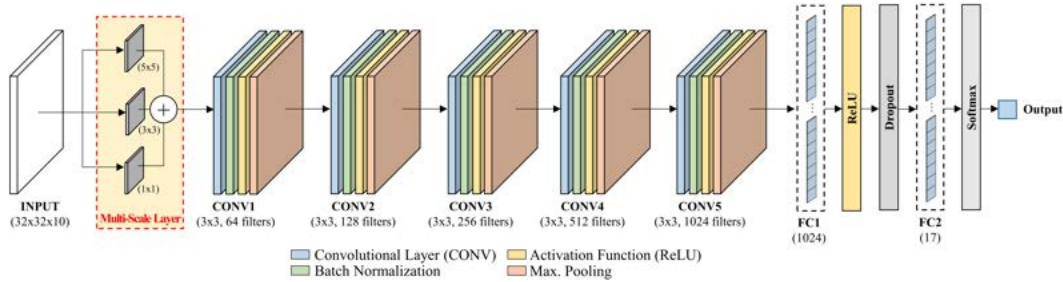 (5x5)
(3x3)
(1x1)
Multi-Scale Layer
INPUT
(32x32x10)
CONV1
(3x3, 64 filters)
CONV2
(3x3, 128 filters)
CONV3
(3x3, 256 filters)
CONV4
(3x3, 512 filters)
CONV5
(3x3, 1024 filters)
FC1
(1024)
ReLU
Dropout
FC2
(17)
Softmax
Output
Convolutional Layer (CONV)
Activation Function (ReLU)
Batch Normalization
Max. Pooling